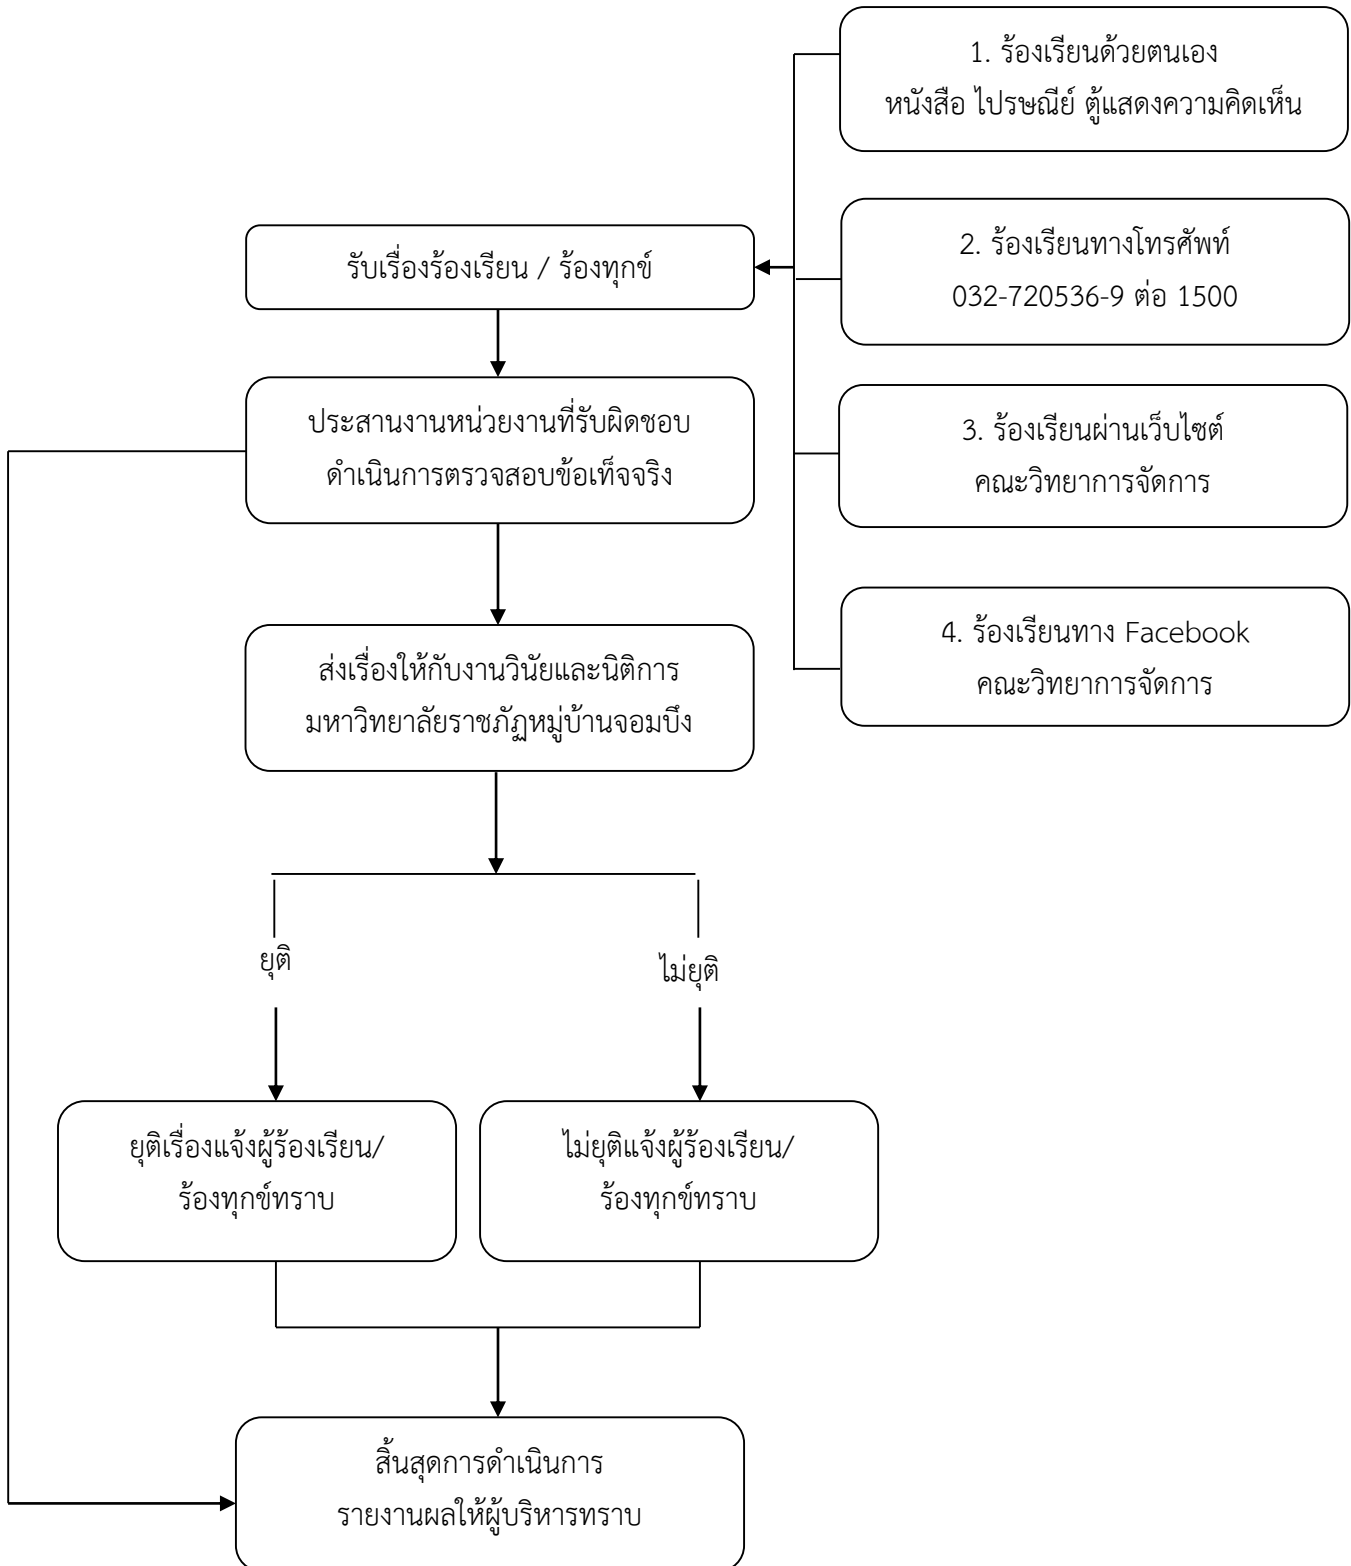 1. ร้องเรียนด้วยตนเอง
หนังสือ ไปรษณีย์ ตู้แสดงความคิดเห็น
2. ร้องเรียนทางโทรศัพท์
032-720536-9 ต่อ 1500
3. ร้องเรียนผ่านเว็บไซต์
คณะวิทยาการจัดการ
4. ร้องเรียนทาง Facebook
คณะวิทยาการจัดการ
รับเรื่องร้องเรียน / ร้องทุกข์
ประสานงานหน่วยงานที่รับผิดชอบ
ดำเนินการตรวจสอบข้อเท็จจริง
ส่งเรื่องให้กับงานวินัยและนิติการ
มหาวิทยาลัยราชภัฏหมู่บ้านจอมบึง
ยุติ
ไม่ยุติ
ยุติเรื่องแจ้งผู้ร้องเรียน/
ร้องทุกข์ทราบ
ไม่ยุติแจ้งผู้ร้องเรียน/
ร้องทุกข์ทราบ
สิ้นสุดการดำเนินการ
รายงานผลให้ผู้บริหารทราบ